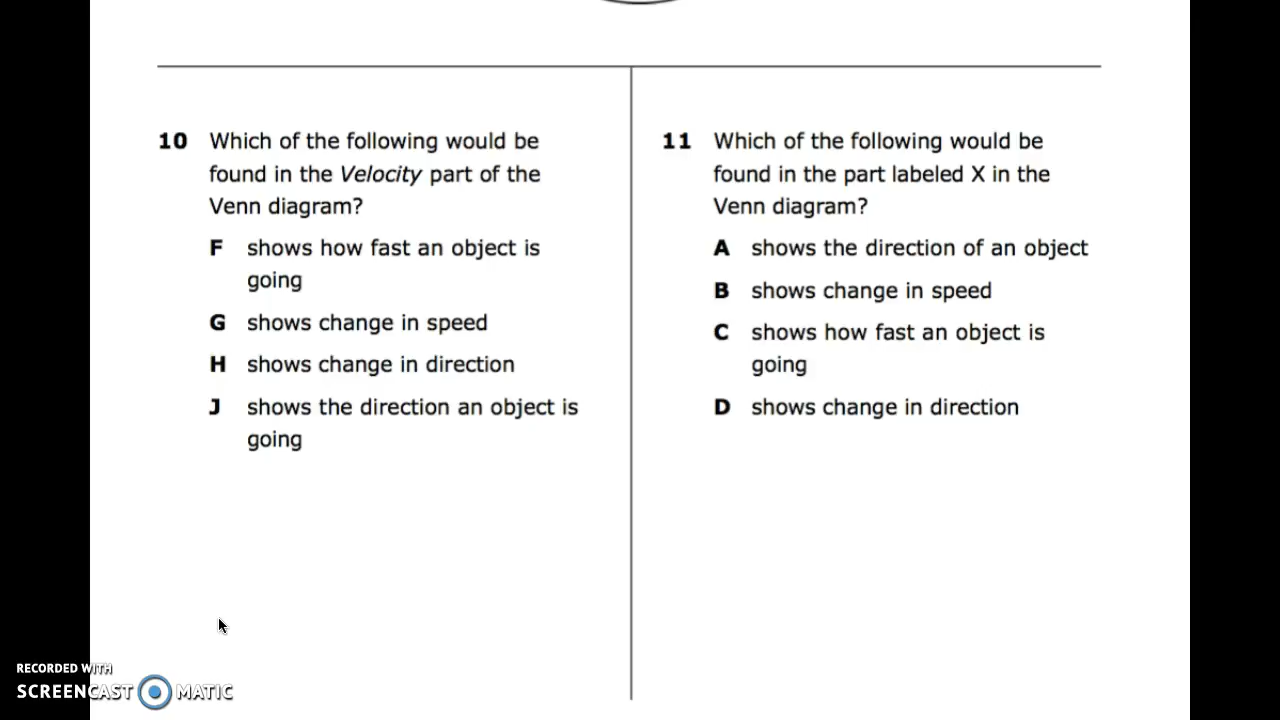 10 Which of the following would be
found in the Velocity part of the
Venn diagram?
F shows how fast an object is
going
G shows change in speed
H shows change in direction
J shows the direction an object is
going
11 Which of the following would be
found in the part labeled X in the
Venn diagram?
A shows the direction of an object
B shows change in speed
C shows how fast an object is
going
D shows change in direction
RECORDED WITH
SCREENCAST MATIC